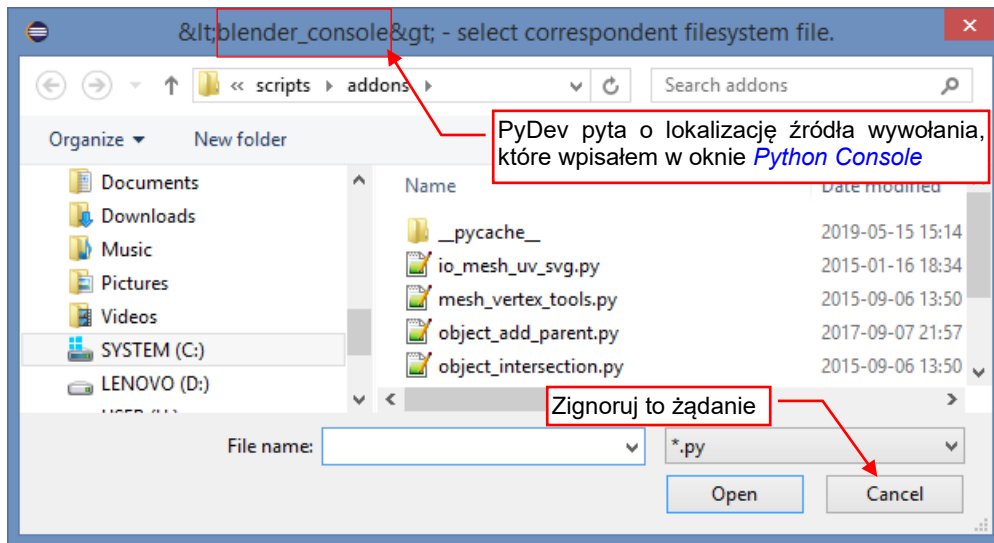 &lt;blender_console&gt; - select correspondent filesystem file.
« scripts addons
Search addons
Organize
New folder
PyDev pyta o lokalizację źródła wywołania,
które wpisałem w oknie Python Console
Documents
Downloads
Music
Pictures
Videos
SYSTEM (C:)
LENOVO (D:)
Name
Date modified
__pycache__
2019-05-15 15:14
io_mesh_uv_svg.py
2015-01-16 18:34
mesh_vertex_tools.py
2015-09-06 13:50
object_add_parent.py
2017-09-07 21:57
object_intersection.py
2015-09-06 13:50
Zignoruj to żądanie
File name:
*.py
Open
Cancel